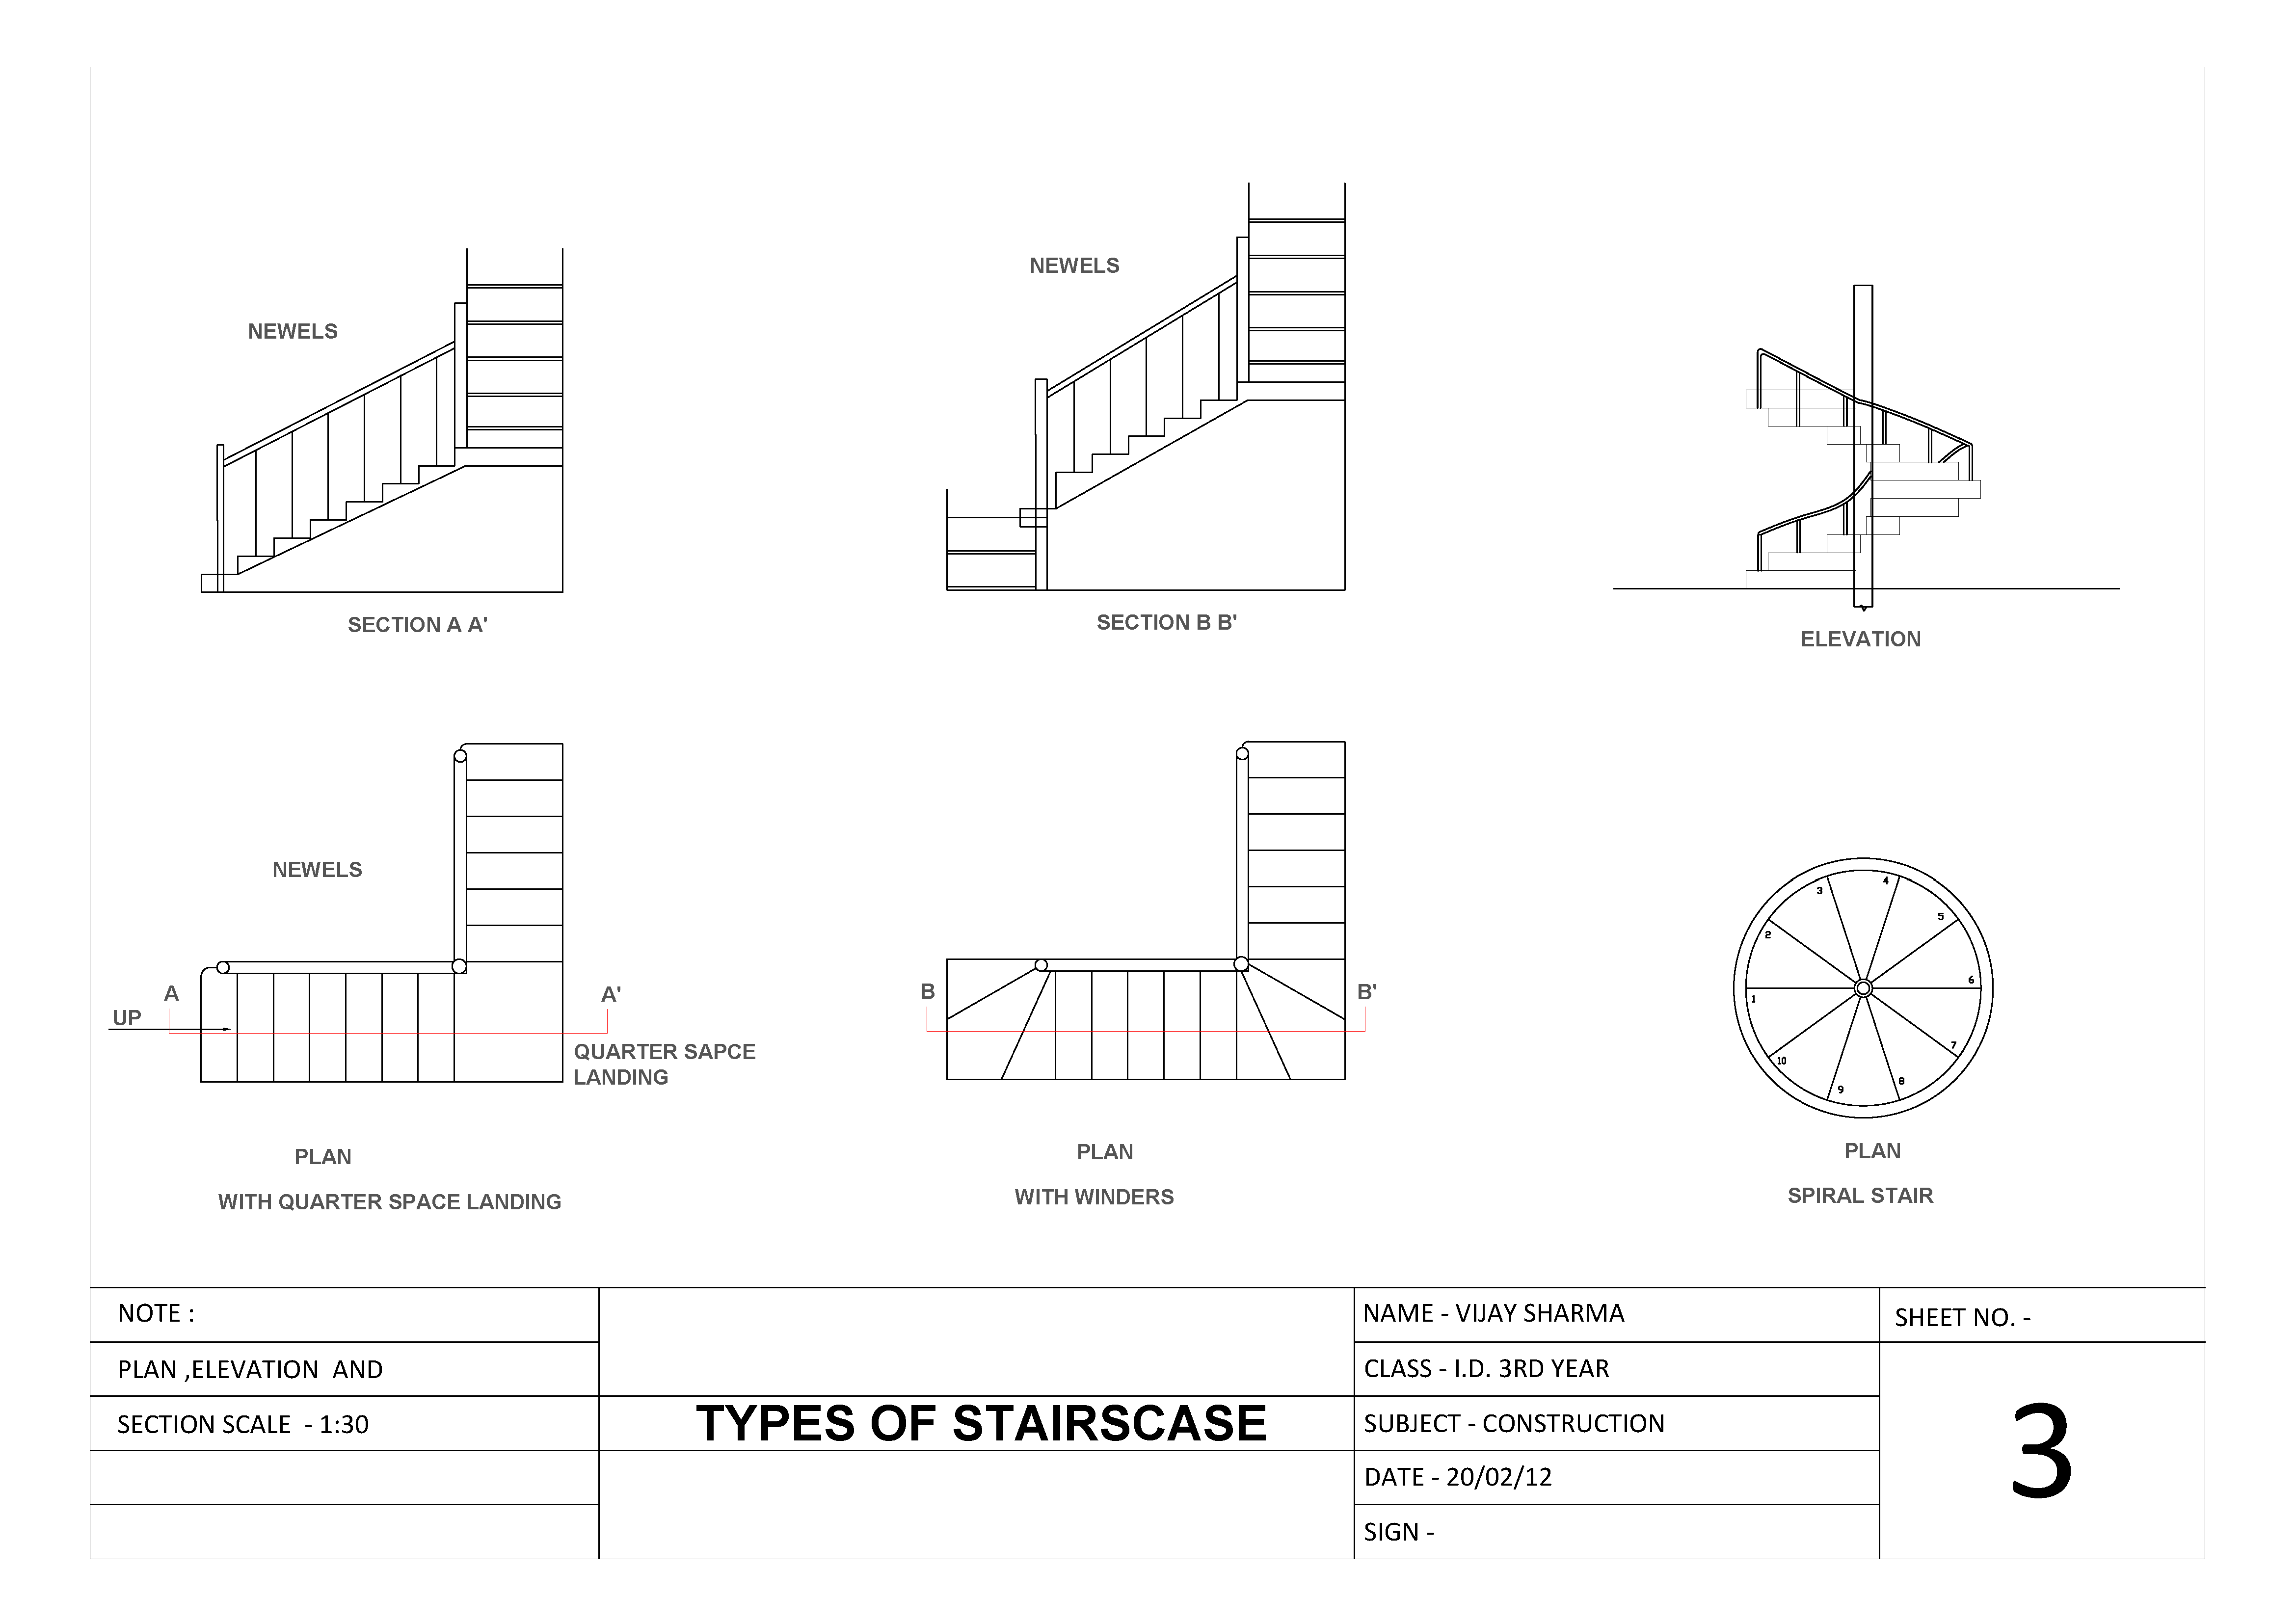 NEWELS
SECTION A A'
NEWELS
SECTION B B'
ELEVATION
NEWELS
A
A'
UP
QUARTER SAPCE
LANDING
PLAN
WITH QUARTER SPACE LANDING
B
B'
PLAN
WITH WINDERS
1
2
3
4
5
6
7
8
9
10
PLAN
SPIRAL STAIR
NOTE :
PLAN ,ELEVATION AND
SECTION SCALE - 1:30
TYPES OF STAIRSCASE
NAME - VIJAY SHARMA
CLASS - I.D. 3RD YEAR
SUBJECT - CONSTRUCTION
DATE - 20/02/12
SIGN -
SHEET NO. -
3